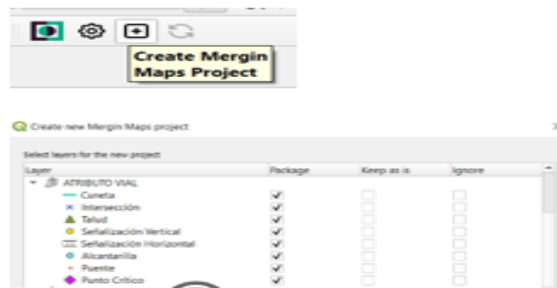 Create Mergin
Maps Project
Create new Mergin Maps project
Select layers for the new project
Layer Package Keep as is Ignore
ATRIBUTO VIAL
Cuneta
Intersección
Talud
Señalización Vertical
Señalización Horizontal
Alcantarilla
Puente
Punto Crítico